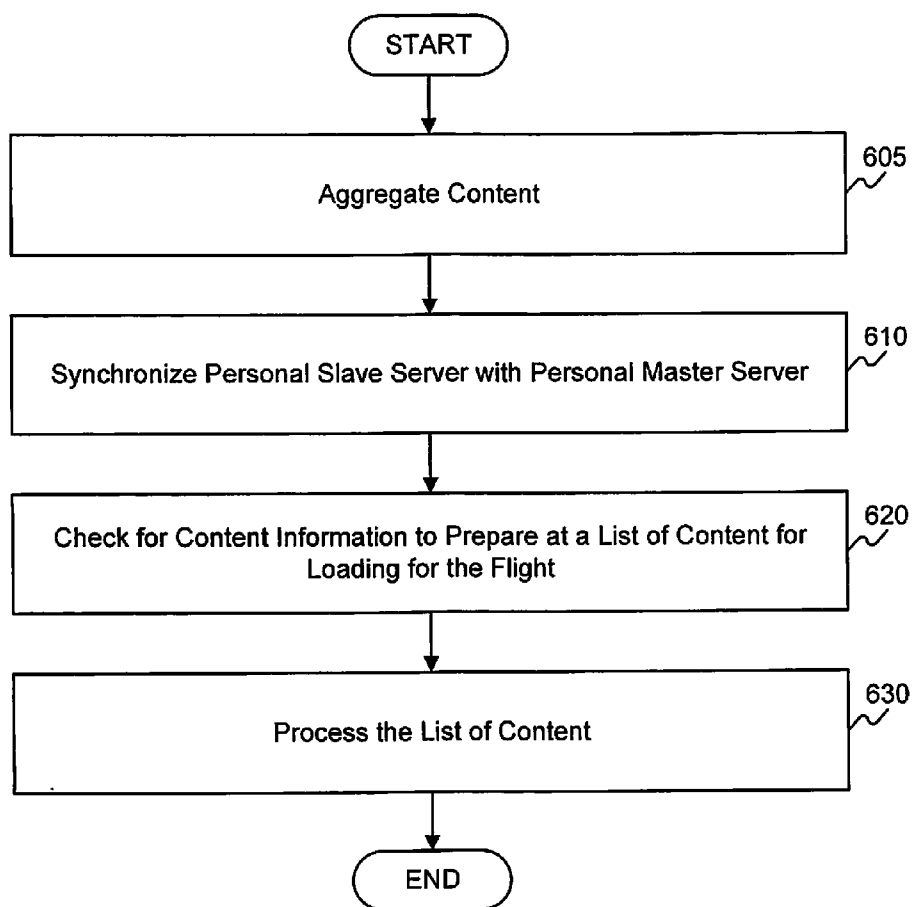 START
605
Aggregate Content
610
Synchronize Personal Slave Server with Personal Master Server
620
Check for Content Information to Prepare at a List of Content for
Loading for the Flight
630
Process the List of Content
END